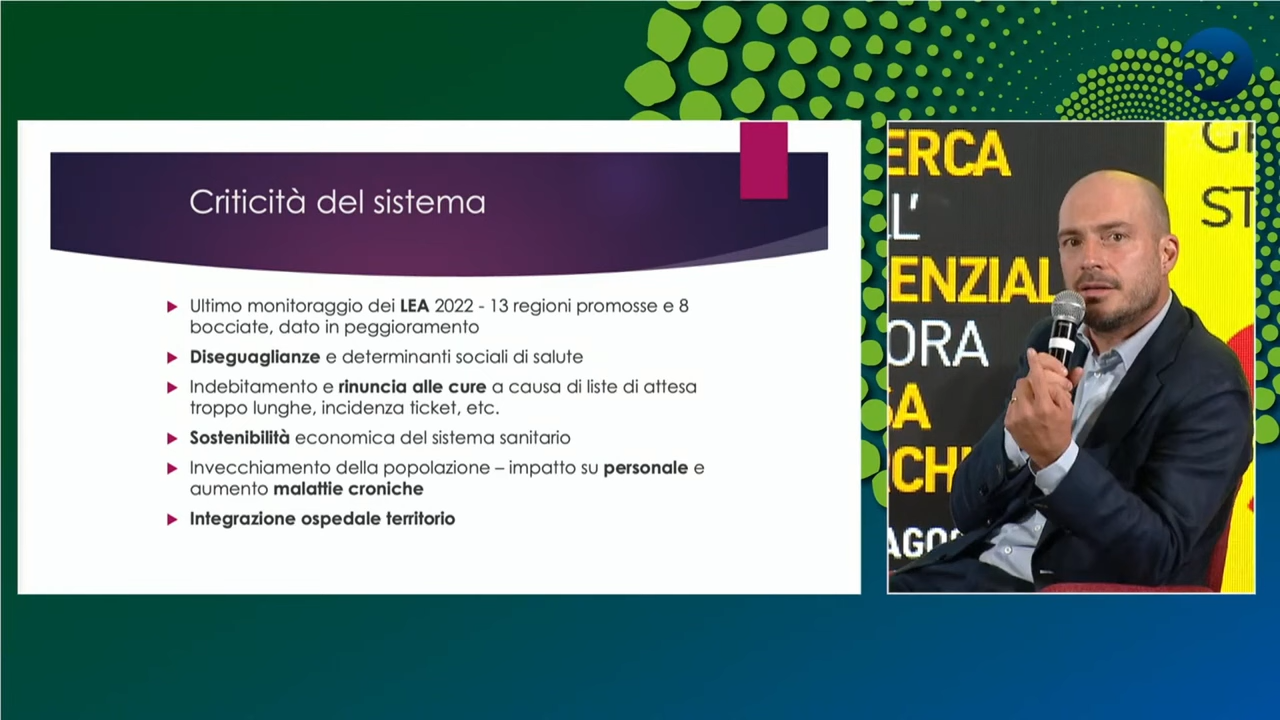 Criticità del sistema
Ultimo monitoraggio dei LEA 2022 - 13 regioni promosse e 8
bocciate, dato in peggioramento
Diseguaglianze e determinanti sociali di salute
Indebitamento e rinuncia alle cure a causa di liste di attesa
troppo lunghe, incidenza ticket, etc.
Sostenibilità economica del sistema sanitario
Invecchiamento della popolazione – impatto su personale e
aumento malattie croniche
Integrazione ospedale territorio
ERCA
L'
ENZIAL
ORA
SA
CHI
AGOS
GI
ST